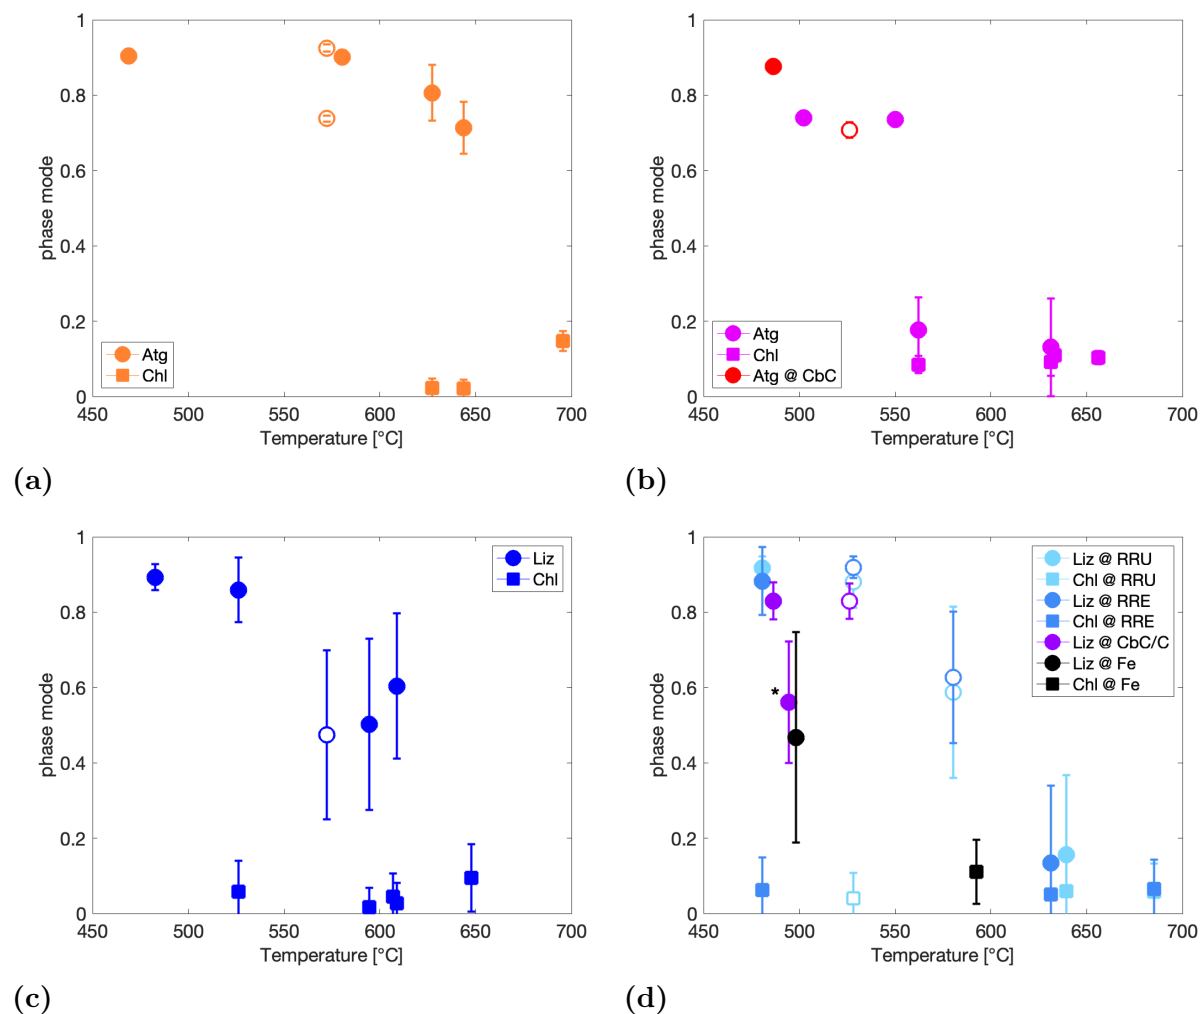 1
0.8
0.6
0.4
0.2
0
phase mode
Atg
Chl
450 500 550 600 650 700
Temperature [°C]
(a)
1
0.8
0.6
0.4
0.2
0
phase mode
Atg
Chl
Atg @ CbC
450 500 550 600 650 700
Temperature [°C]
(b)
1
0.8
0.6
0.4
0.2
0
phase mode
Liz
Chl
450 500 550 600 650 700
Temperature [°C]
(c)
1
0.8
0.6
0.4
0.2
0
phase mode
Liz @ RRU
Chl @ RRU
Liz @ RRE
Chl @ RRE
Liz @ CbC/C
Liz @ Fe
Chl @ Fe
*
450 500 550 600 650 700
Temperature [°C]
(d)